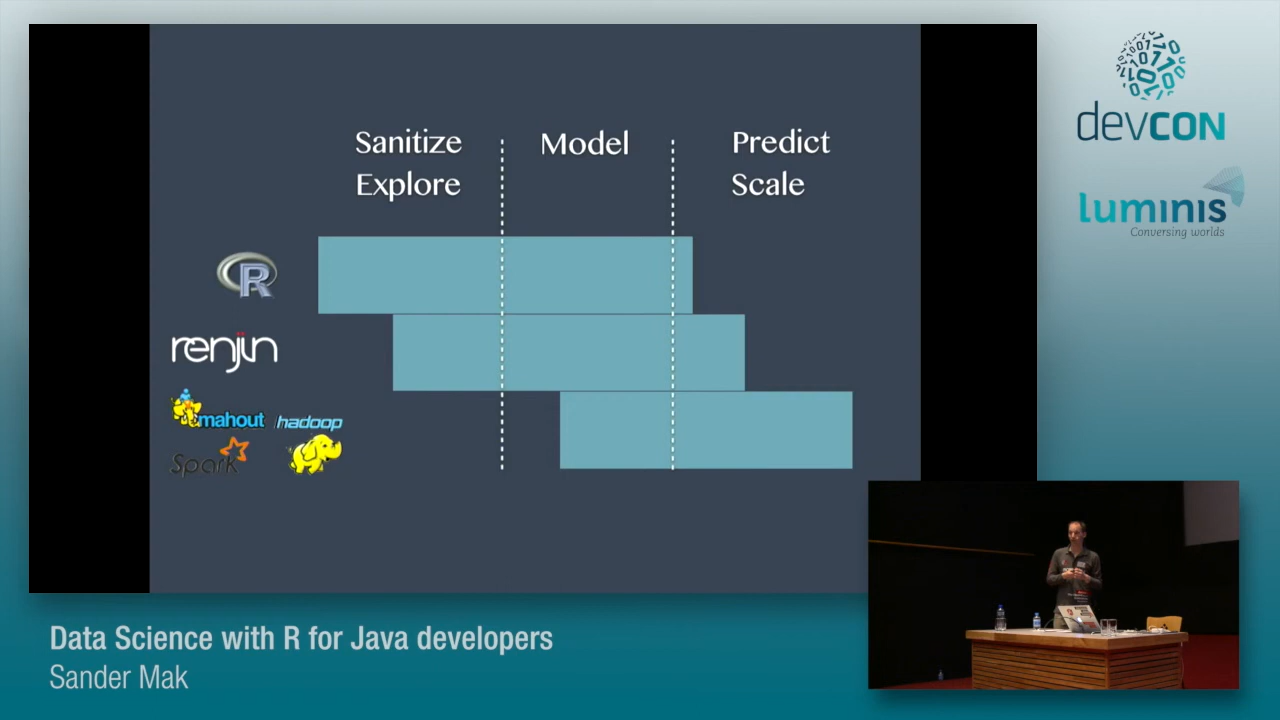 Sanitize
Explore
Model
Predict
Scale
R
renjin
mahout
hadoop
Spark
devCON
luminis
Conversing worlds
Data Science with R for Java developers
Sander Mak